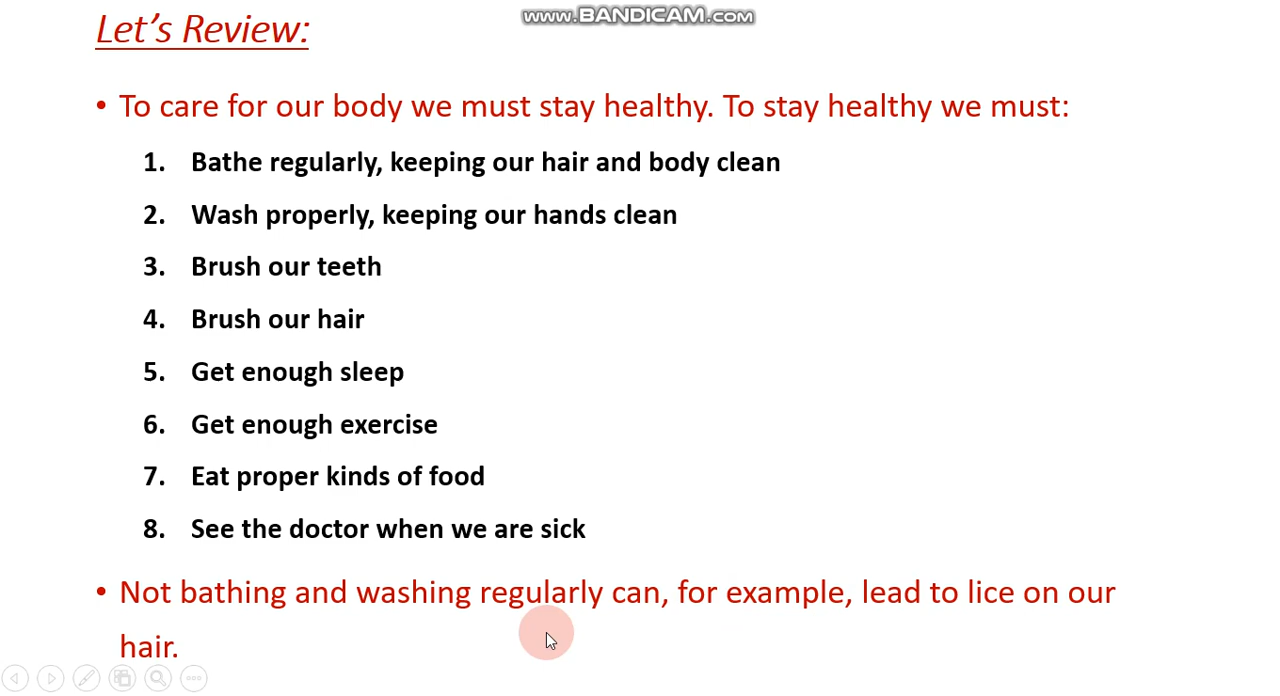 www.BANDICAM.com
Let's Review:
• To care for our body we must stay healthy. To stay healthy we must:
1. Bathe regularly, keeping our hair and body clean
2. Wash properly, keeping our hands clean
3. Brush our teeth
4. Brush our hair
5. Get enough sleep
6. Get enough exercise
7. Eat proper kinds of food
8. See the doctor when we are sick
• Not bathing and washing regularly can, for example, lead to lice on our
hair.